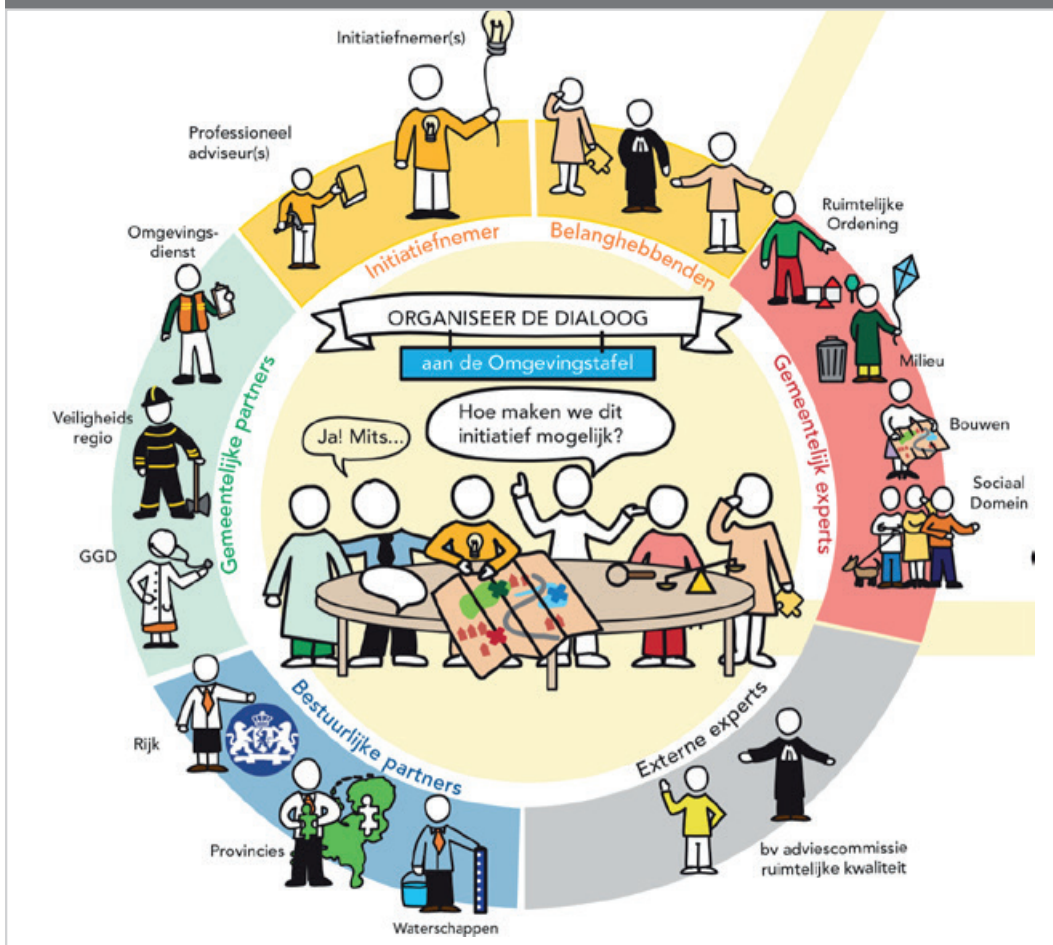 Initiatiefnemer(s)
Professioneel
adviseur(s)
Omgevings-
dienst
Ruimtelijke
Ordening
Initiatiefnemer
Belanghebbenden
ORGANISEER DE DIALOOG
aan de Omgevingstafel
Milieu
Hoe maken we dit
initiatief mogelijk?
Ja! Mits...
Veiligheids
regio
Bouwen
Gemeentelijke partners
Gemeentelijk experts
Sociaal
Domein
GGD
Bestuurlijke partners
Externe experts
Rijk
Provincies
Waterschappen
bv adviescommissie
ruimtelijke kwaliteit